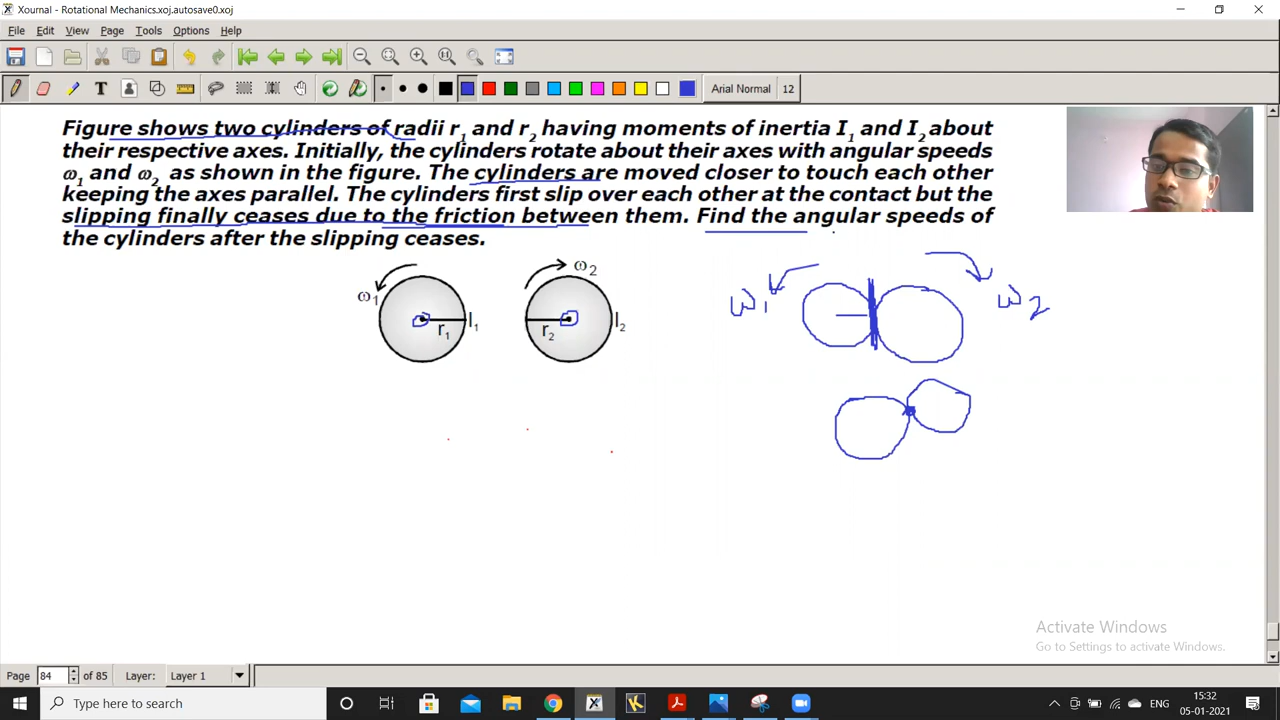 Xournal - Rotational Mechanics.xoj.autosave0.xoj
File Edit View Page Tools Options Help
Arial Normal 12
Figure shows two cylinders of radii r1 and r2 having moments of inertia I1 and I2 about
their respective axes. Initially, the cylinders rotate about their axes with angular speeds
ω1 and ω2 as shown in the figure. The cylinders are moved closer to touch each other
keeping the axes parallel. The cylinders first slip over each other at the contact but the
slipping finally ceases due to the friction between them. Find the angular speeds of
the cylinders after the slipping ceases.
ω1 r1 I1
ω2 r2 I2
ω1 ω2
Activate Windows
Go to Settings to activate Windows.
Page 84 of 85 Layer: Layer 1
Type here to search
ENG
15:32
05-01-2021